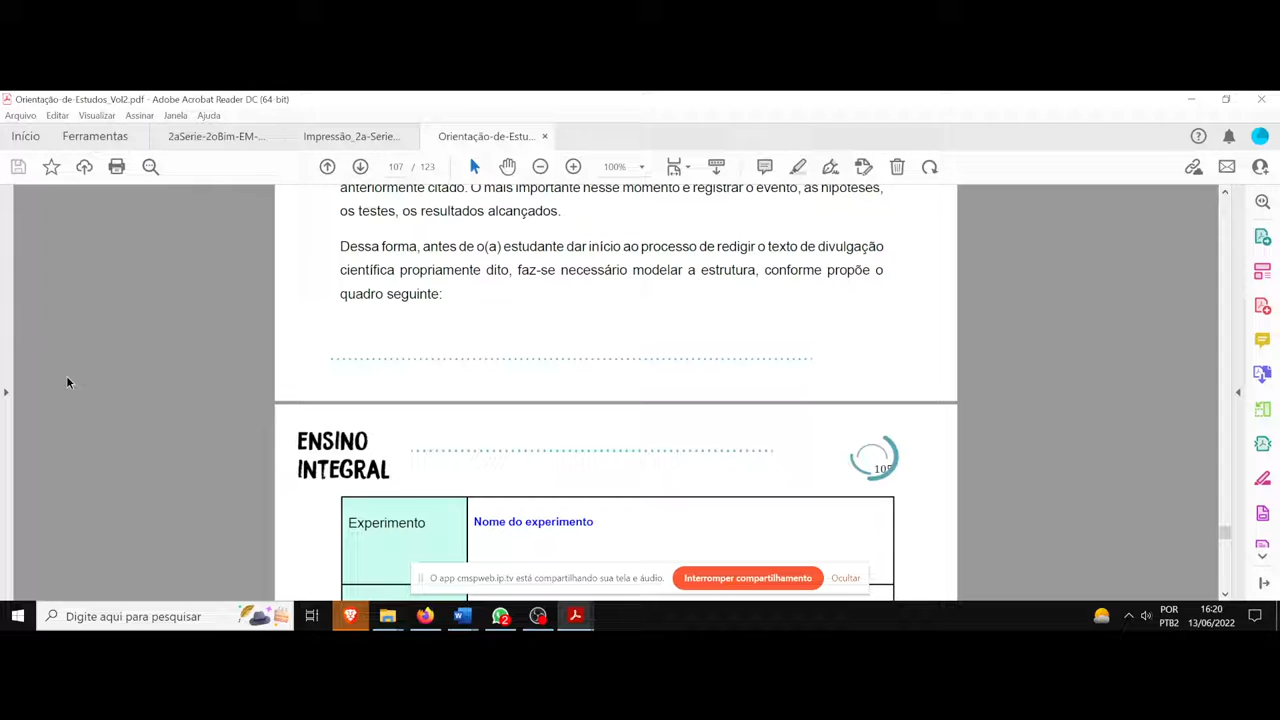 Orientação-de-Estudos_Vol2.pdf - Adobe Acrobat Reader DC (64-bit)
Arquivo Editar Visualizar Assinar Janela Ajuda
Início Ferramentas 2aSerie-2oBim-EM-... Impressão_2a-Serie... Orientação-de-Estu... ×
107 / 123 100%
anteriormente citado. O mais importante nesse momento é registrar o evento, as hipóteses,
os testes, os resultados alcançados.
Dessa forma, antes de o(a) estudante dar início ao processo de redigir o texto de divulgação
científica propriamente dito, faz-se necessário modelar a estrutura, conforme propõe o
quadro seguinte:
ENSINO
INTEGRAL
Experimento Nome do experimento
O app cmspweb.ip.tv está compartilhando sua tela e áudio. Interromper compartilhamento Ocultar
Digite aqui para pesquisar
2
POR
PTB2
16:20
13/06/2022